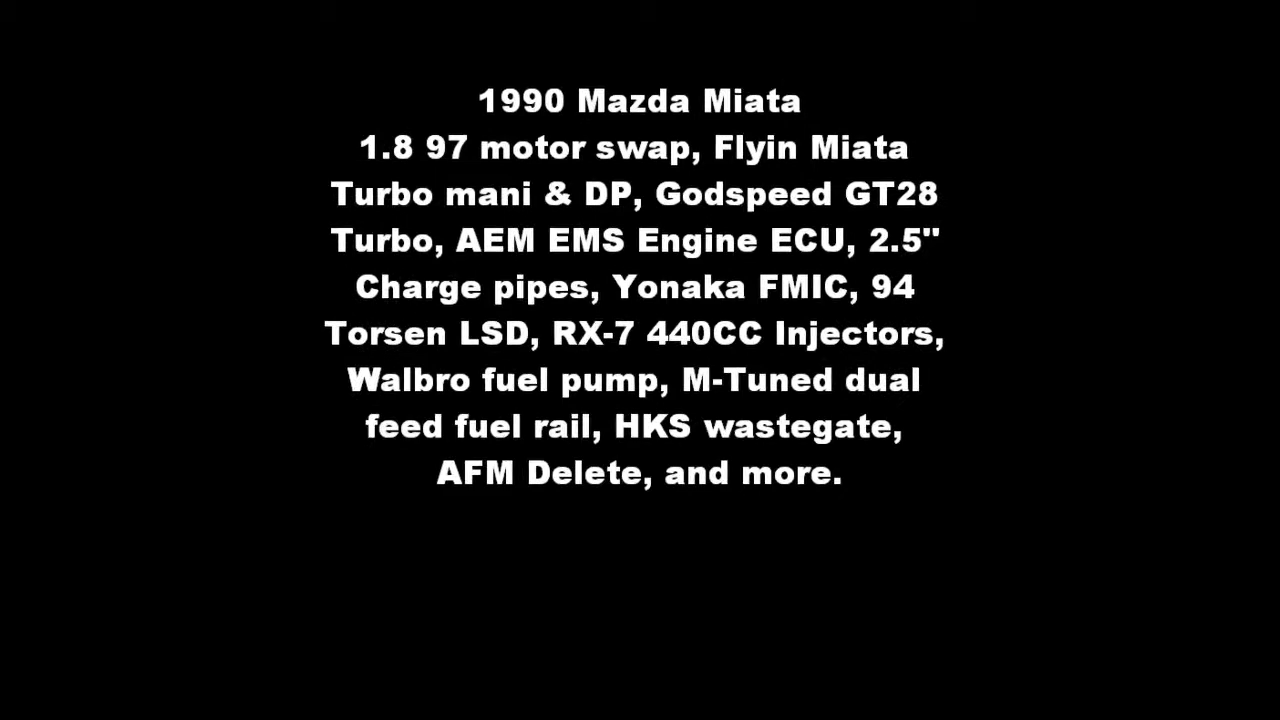 1990 Mazda Miata
1.8 97 motor swap, Flyin Miata
Turbo mani & DP, Godspeed GT28
Turbo, AEM EMS Engine ECU, 2.5"
Charge pipes, Yonaka FMIC, 94
Torsen LSD, RX-7 440CC Injectors,
Walbro fuel pump, M-Tuned dual
feed fuel rail, HKS wastegate,
AFM Delete, and more.